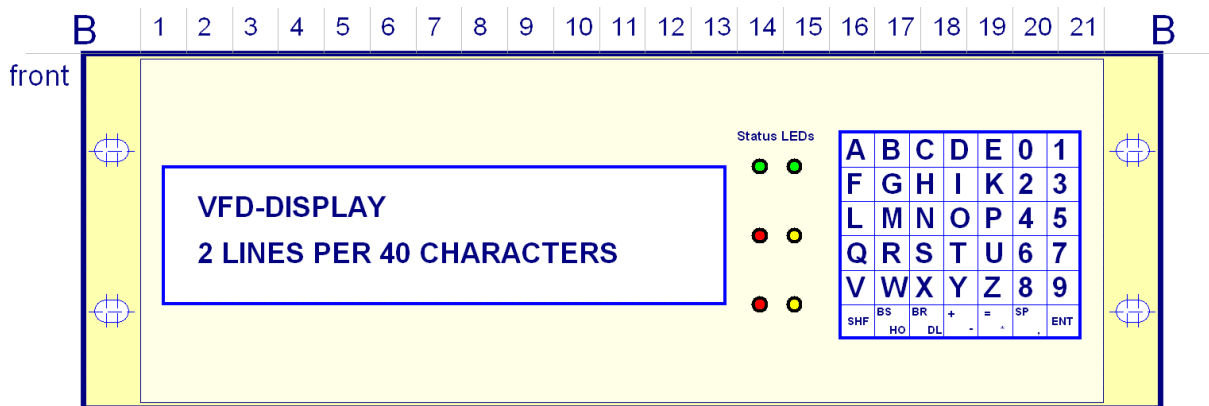 B 1 2 3 4 5 6 7 8 9 10 11 12 13 14 15 16 17 18 19 20 21 B
front
Status LEDs
VFD-DISPLAY
2 LINES PER 40 CHARACTERS
A B C D E 0 1
F G H I K 2 3
L M N O P 4 5
Q R S T U 6 7
V W X Y Z 8 9
SHF BS HO BR DL + - = * SP . ENT